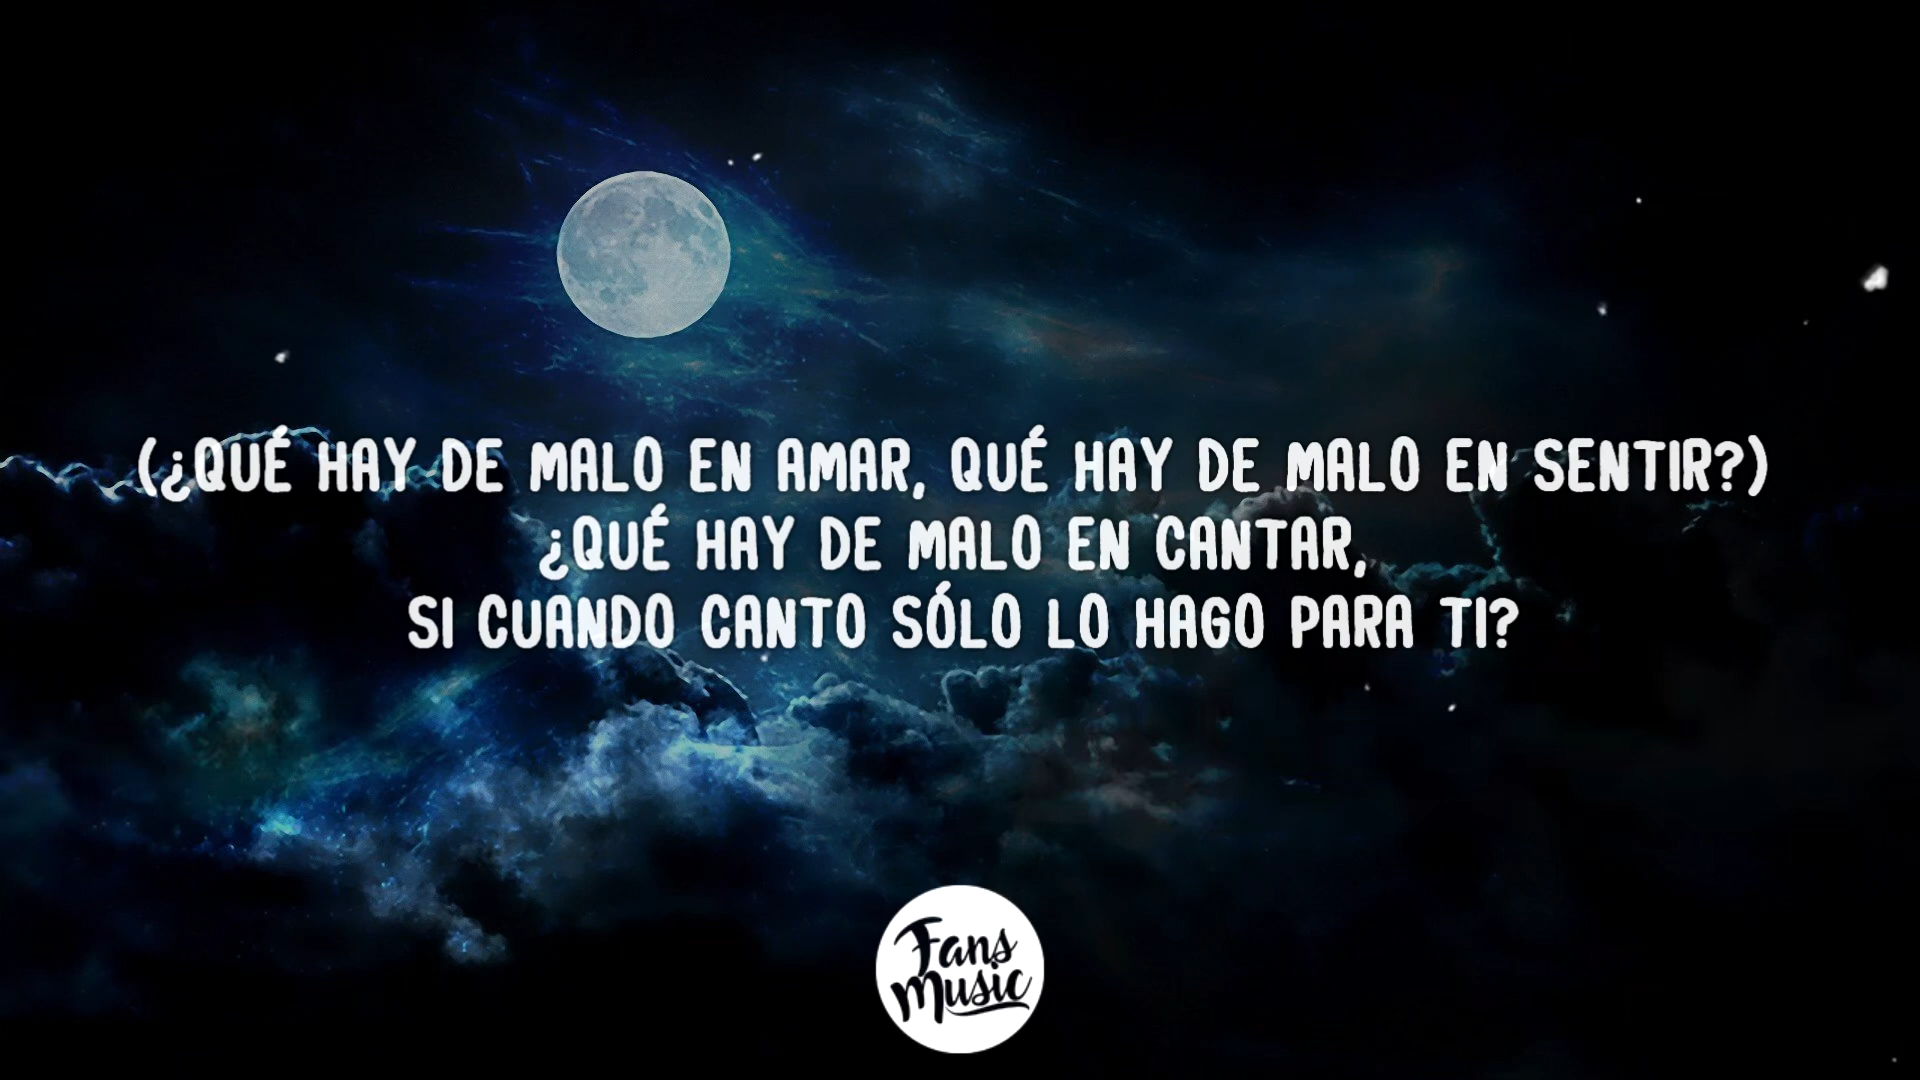 (¿QUÉ HAY DE MALO EN AMAR, QUÉ HAY DE MALO EN SENTIR?)
¿QUÉ HAY DE MALO EN CANTAR,
SI CUANDO CANTO SÓLO LO HAGO PARA TI?
Fans
Music